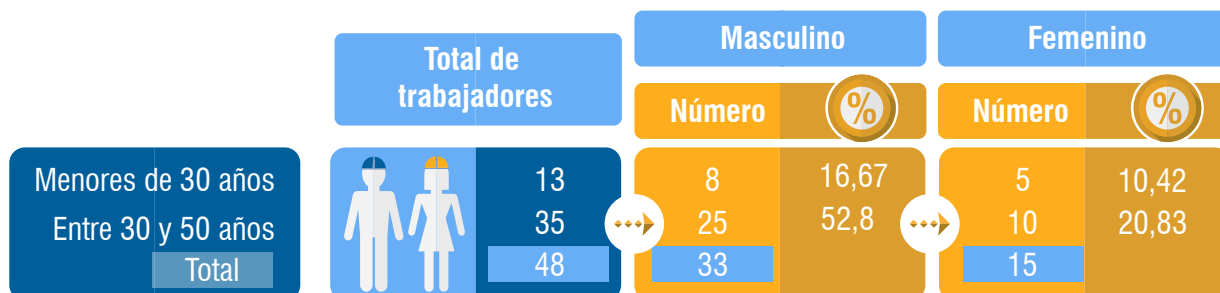 Total de
trabajadores
Masculino
Femenino
Número %
Número %
Menores de 30 años 13 8 16,67 5 10,42
Entre 30 y 50 años 35 25 52,8 10 20,83
Total 48 33 15